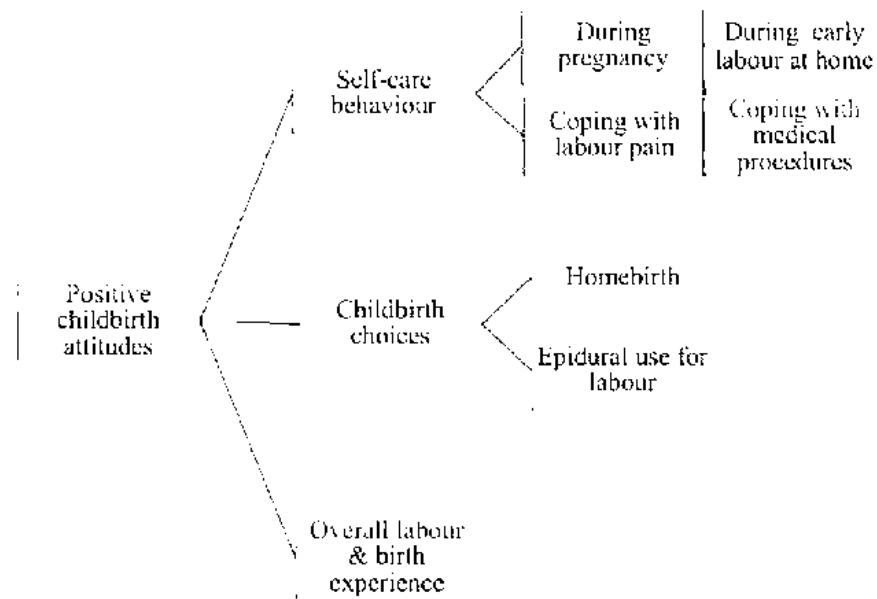 During
pregnancy
During early
labour at home
Self-care
behaviour
Coping with
labour pain
Coping with
medical
procedures
Positive
childbirth
attitudes
Childbirth
choices
Homebirth
Epidural use for
labour
Overall labour
& birth
experience